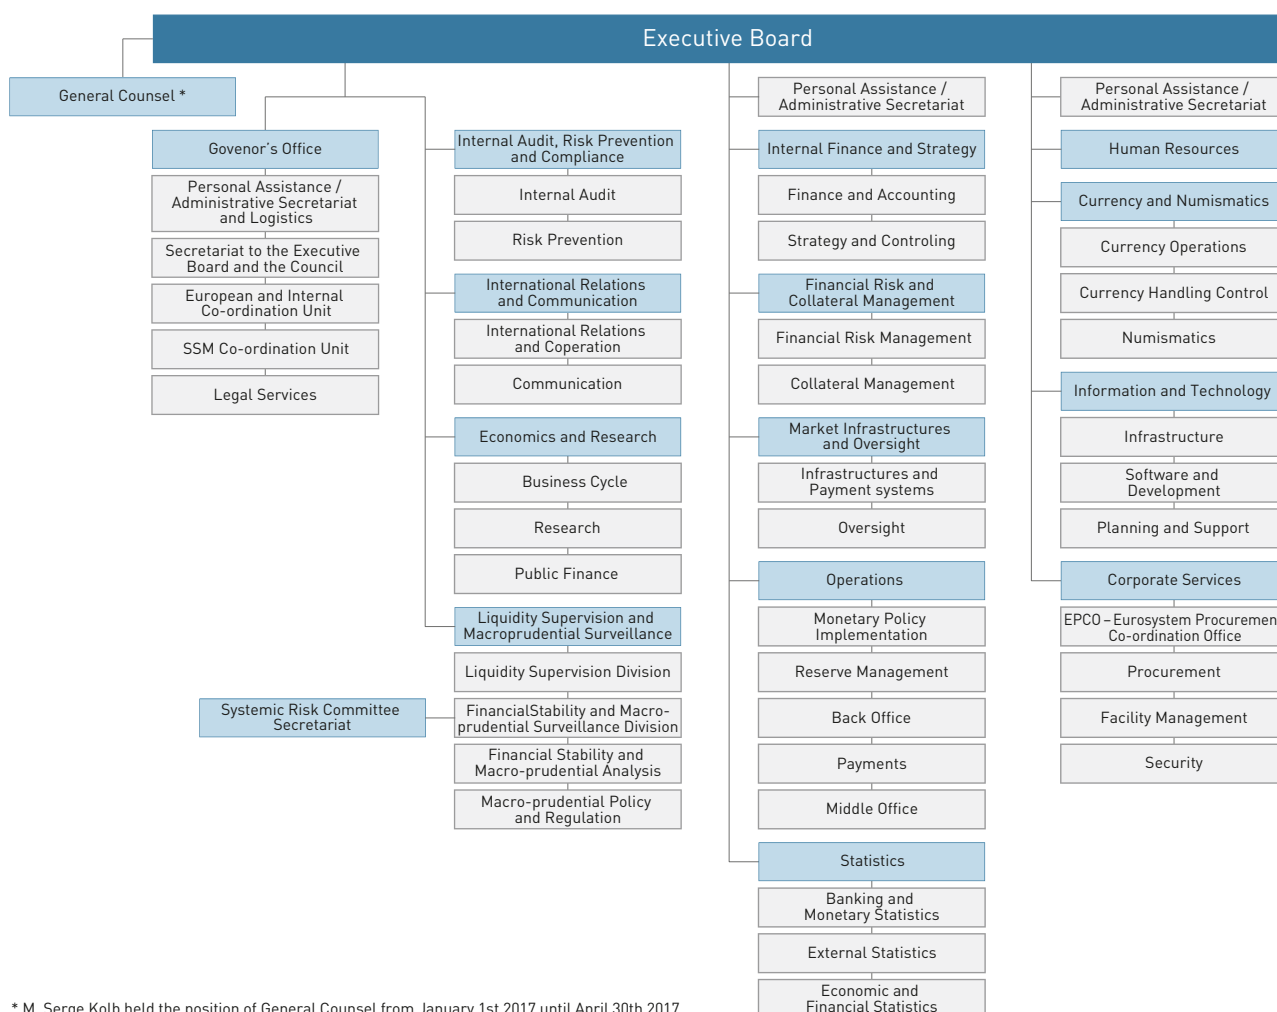 Executive Board
General Counsel *
Govenor's Office
Personal Assistance /
Administrative Secretariat
and Logistics
Secretariat to the Executive
Board and the Council
European and Internal
Co-ordination Unit
SSM Co-ordination Unit
Legal Services
Internal Audit, Risk Prevention
and Compliance
Internal Audit
Risk Prevention
International Relations
and Communication
International Relations
and Coperation
Communication
Economics and Research
Business Cycle
Research
Public Finance
Liquidity Supervision and
Macroprudential Surveillance
Liquidity Supervision Division
Systemic Risk Committee
Secretariat
FinancialStability and Macro-
prudential Surveillance Division
Financial Stability and
Macro-prudential Analysis
Macro-prudential Policy
and Regulation
Personal Assistance /
Administrative Secretariat
Internal Finance and Strategy
Finance and Accounting
Strategy and Controling
Financial Risk and
Collateral Management
Financial Risk Management
Collateral Management
Market Infrastructures
and Oversight
Infrastructures and
Payment systems
Oversight
Operations
Monetary Policy
Implementation
Reserve Management
Back Office
Payments
Middle Office
Statistics
Banking and
Monetary Statistics
External Statistics
Economic and
Financial Statistics
Personal Assistance /
Administrative Secretariat
Human Resources
Currency and Numismatics
Currency Operations
Currency Handling Control
Numismatics
Information and Technology
Infrastructure
Software and
Development
Planning and Support
Corporate Services
EPCO – Eurosystem Procuremen
Co-ordination Office
Procurement
Facility Management
Security
* M. Serge Kolb held the position of General Counsel from January 1st 2017 until April 30th 2017